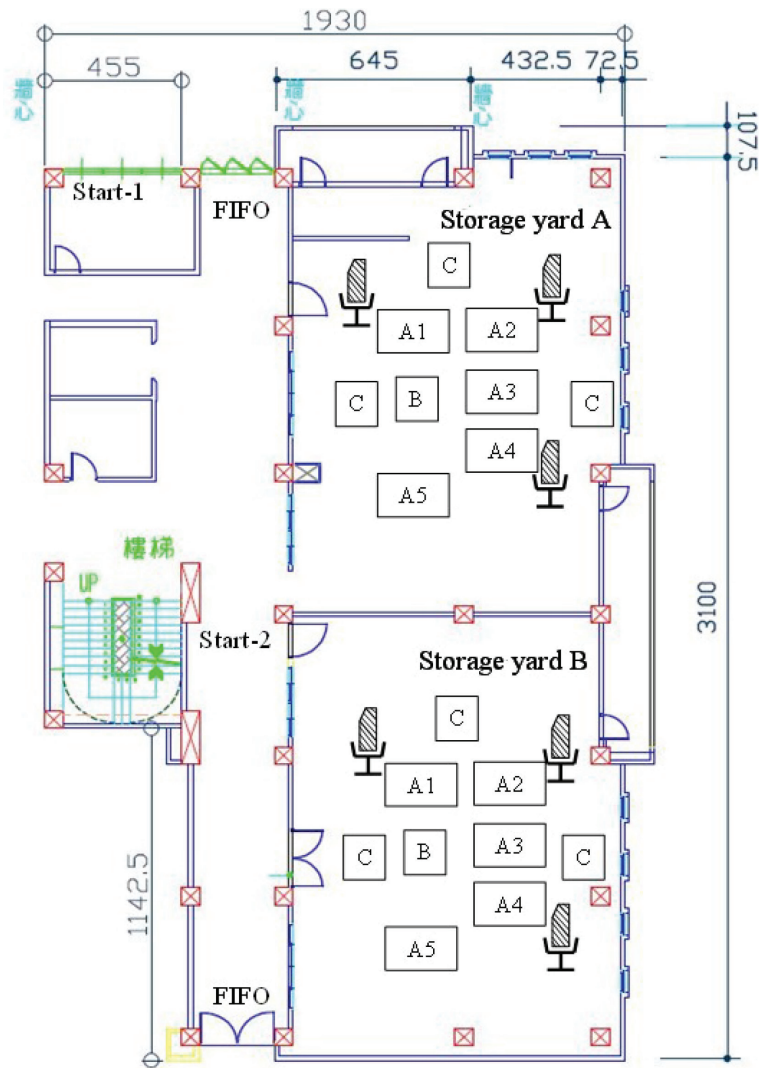 1930
455
645
432.5
72.5
牆心
牆心
牆心
107.5
Start-1
FIFO
Storage yard A
C
A1
A2
C
B
A3
C
A4
A5
樓梯
UP
3100
Start-2
Storage yard B
C
A1
A2
C
B
A3
C
A4
1142.5
A5
FIFO